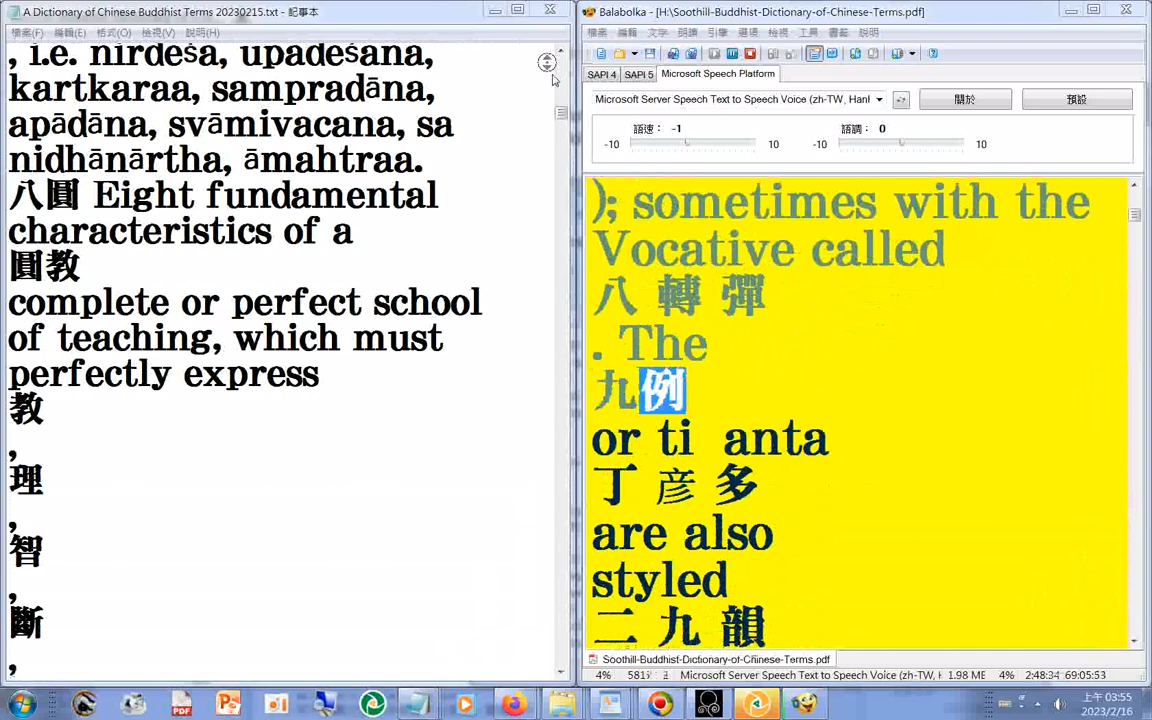 A Dictionary of Chinese Buddhist Terms 20230215.txt - 記事本
檔案(F) 編輯(E) 格式(O) 檢視(V) 說明(H)
, i.e. nirdeśa, upadeśana,
kartkaraa, sampradāna,
apādāna, svāmivacana, sa
nidhānārtha, āmahtraa.
八圓 Eight fundamental
characteristics of a
圓教
complete or perfect school
of teaching, which must
perfectly express
教
,
理
,
智
,
斷
,
Balabolka - [H:\Soothill-Buddhist-Dictionary-of-Chinese-Terms.pdf]
檔案 編輯 文字 朗讀 引擎 選項 檢視 工具 書籤 說明
SAPI 4 SAPI 5 Microsoft Speech Platform
Microsoft Server Speech Text to Speech Voice (zh-TW, Hanl 關於 預設
語速： -1 語調： 0
-10 10 -10 10
); sometimes with the
Vocative called
八 轉 彈
. The
九例
or ti anta
丁 彦 多
are also
styled
二 九 韻
Soothill-Buddhist-Dictionary-of-Chinese-Terms.pdf
4% 581 Microsoft Server Speech Text to Speech Voice (zh-TW, H 1.98 ME 4% 2:48:34 69:05:53
上午 03:55
2023/2/16